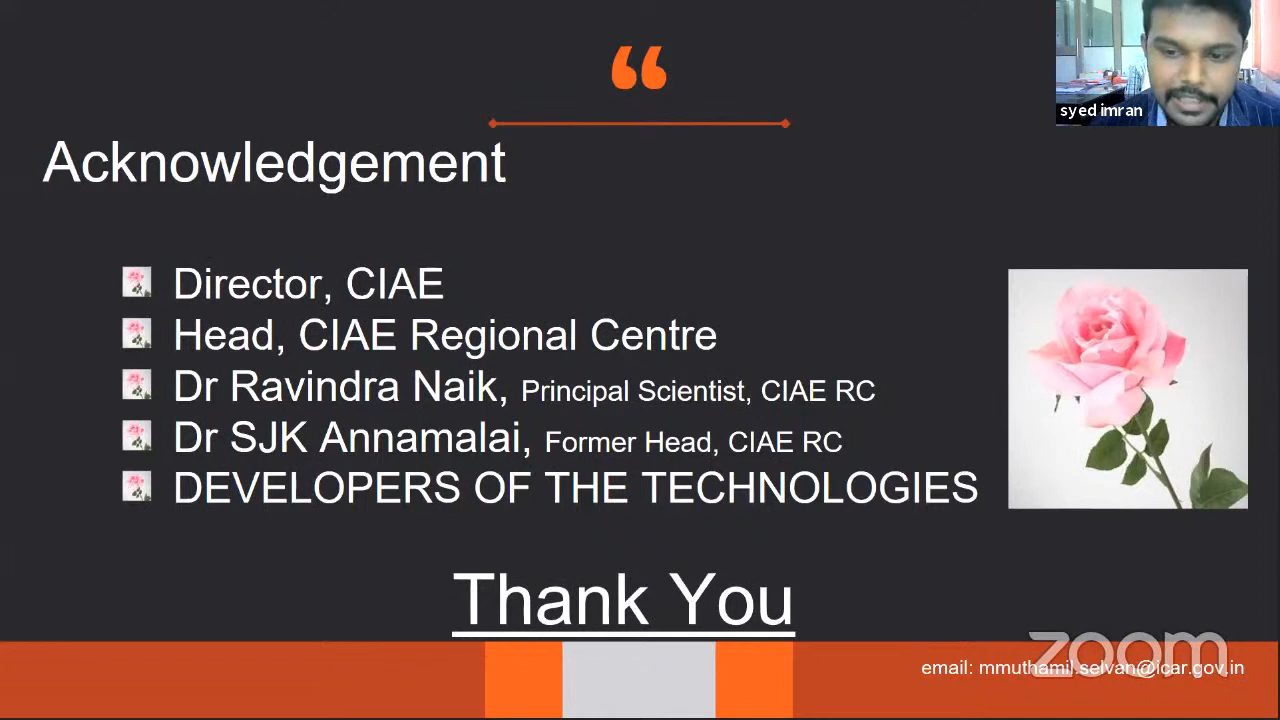 “
syed imran
Acknowledgement
Director, CIAE
Head, CIAE Regional Centre
Dr Ravindra Naik, Principal Scientist, CIAE RC
Dr SJK Annamalai, Former Head, CIAE RC
DEVELOPERS OF THE TECHNOLOGIES
Thank You
zoom
email: mmuthamil.selvan@icar.gov.in